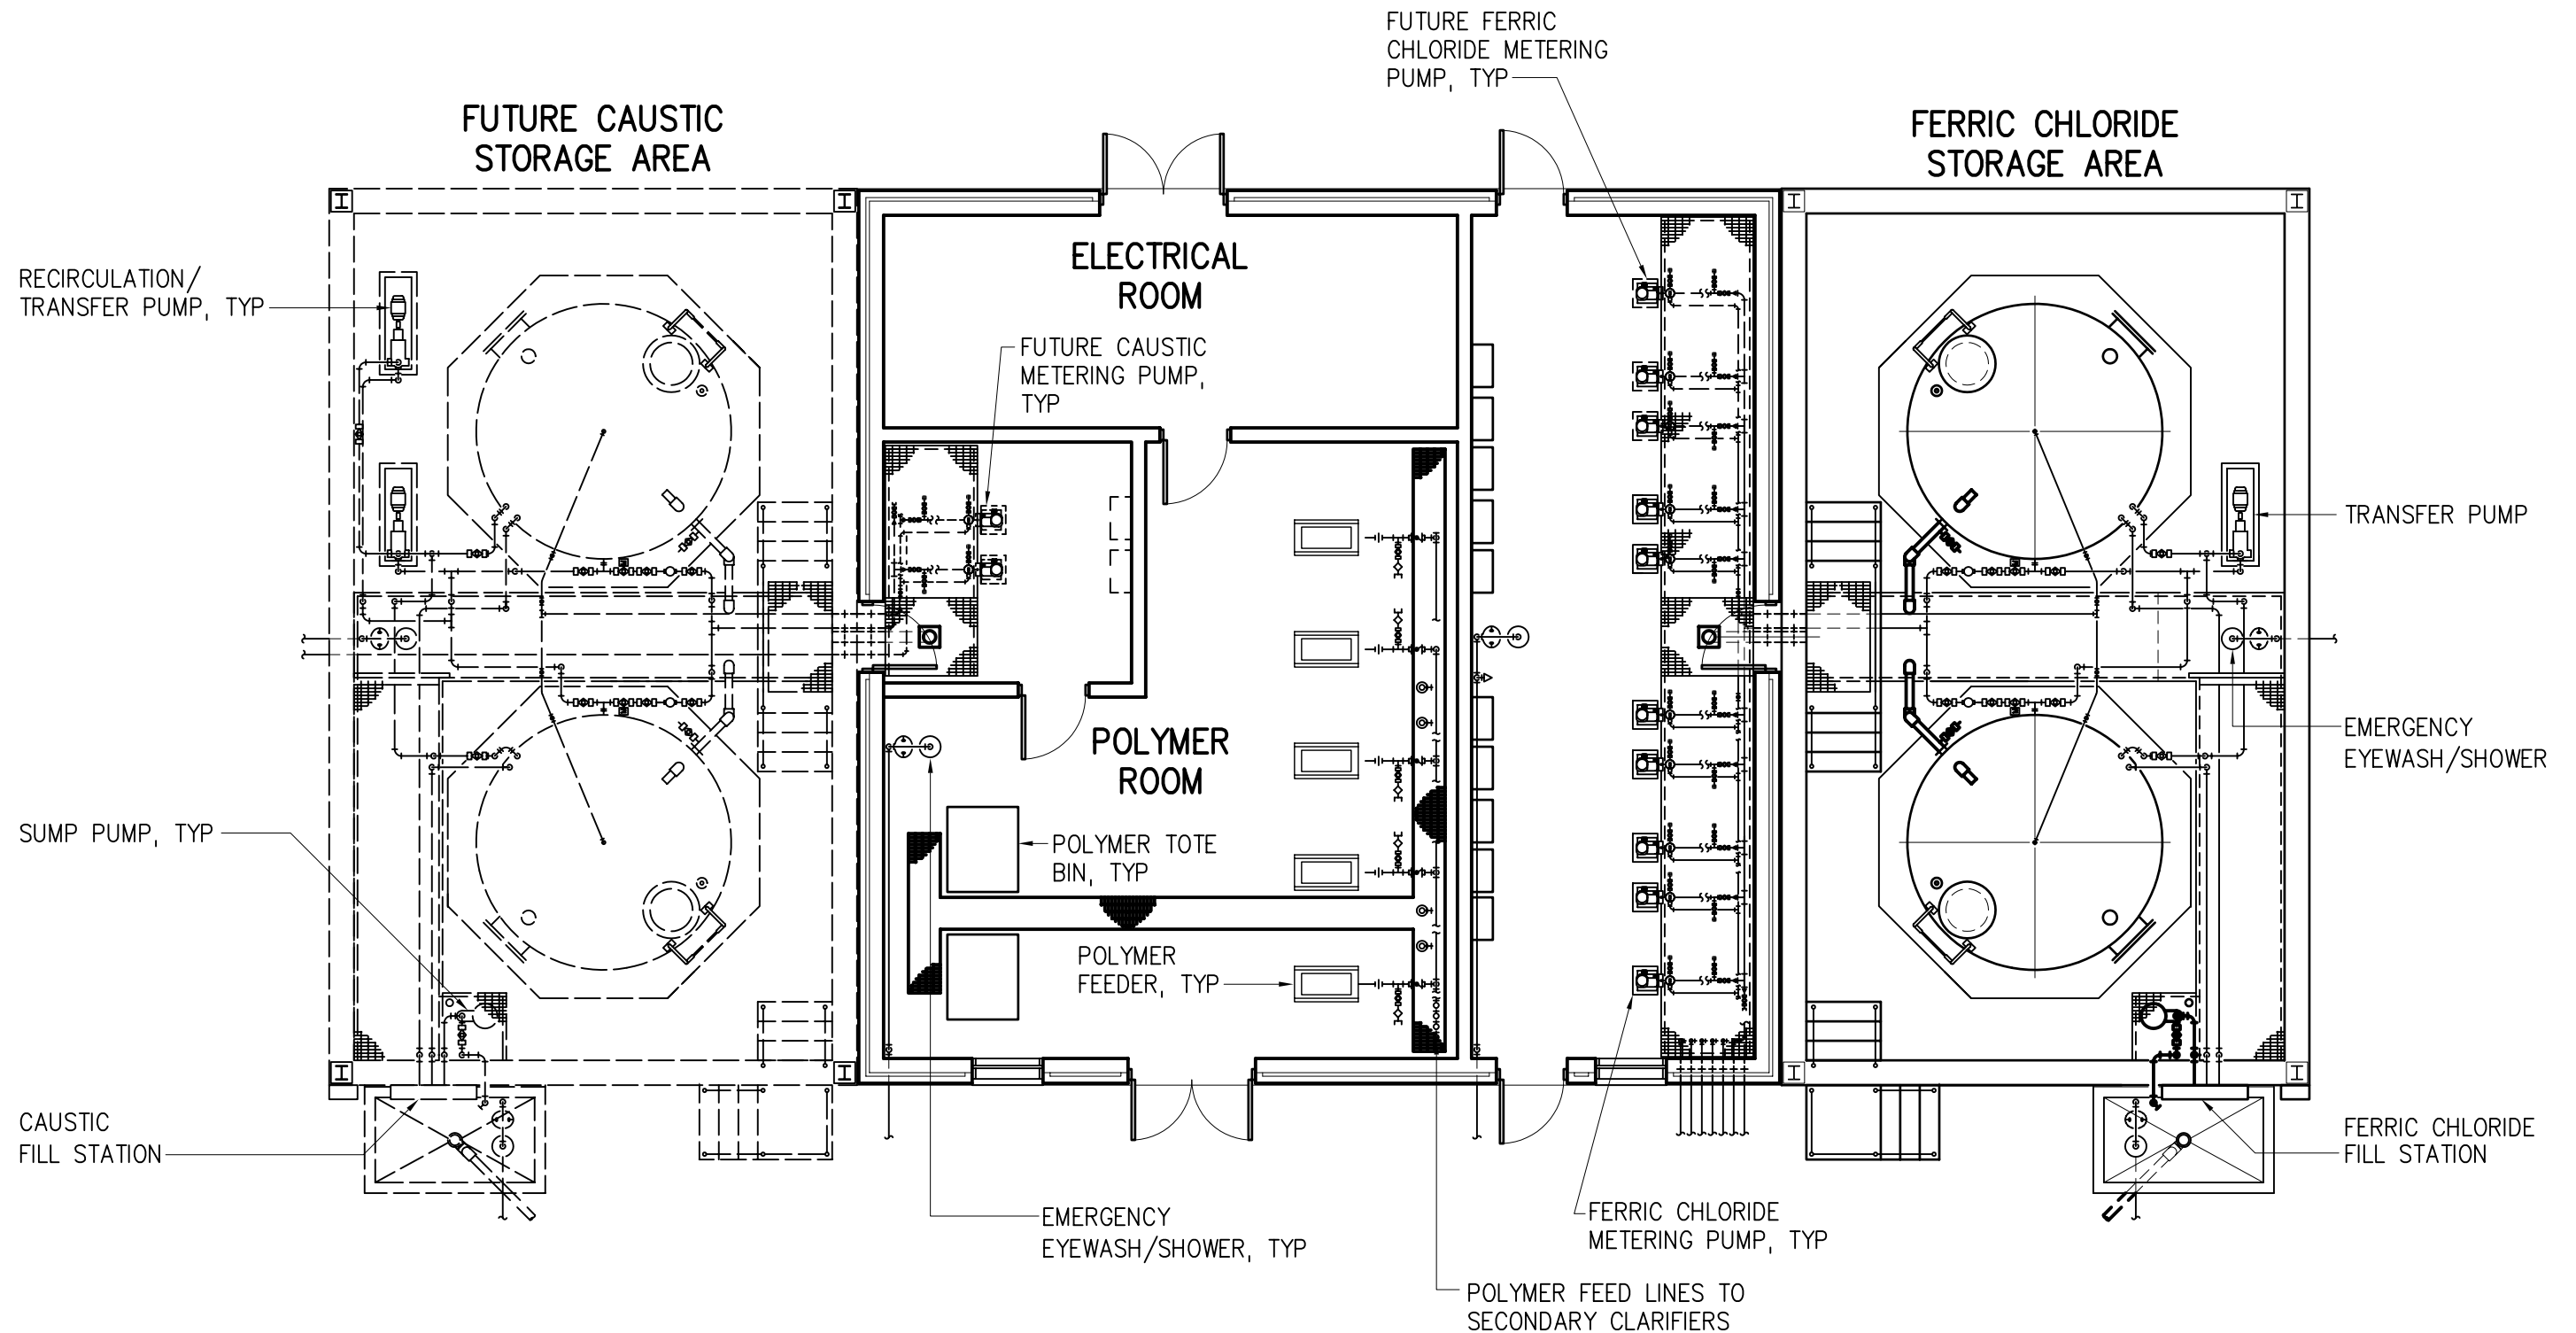 FUTURE FERRIC
CHLORIDE METERING
PUMP, TYP
FUTURE CAUSTIC
STORAGE AREA
FERRIC CHLORIDE
STORAGE AREA
ELECTRICAL
ROOM
RECIRCULATION/
TRANSFER PUMP, TYP
FUTURE CAUSTIC
METERING PUMP,
TYP
TRANSFER PUMP
EMERGENCY
EYEWASH/SHOWER
POLYMER
ROOM
SUMP PUMP, TYP
POLYMER TOTE
BIN, TYP
POLYMER
FEEDER, TYP
CAUSTIC
FILL STATION
FERRIC CHLORIDE
FILL STATION
EMERGENCY
EYEWASH/SHOWER, TYP
FERRIC CHLORIDE
METERING PUMP, TYP
POLYMER FEED LINES TO
SECONDARY CLARIFIERS